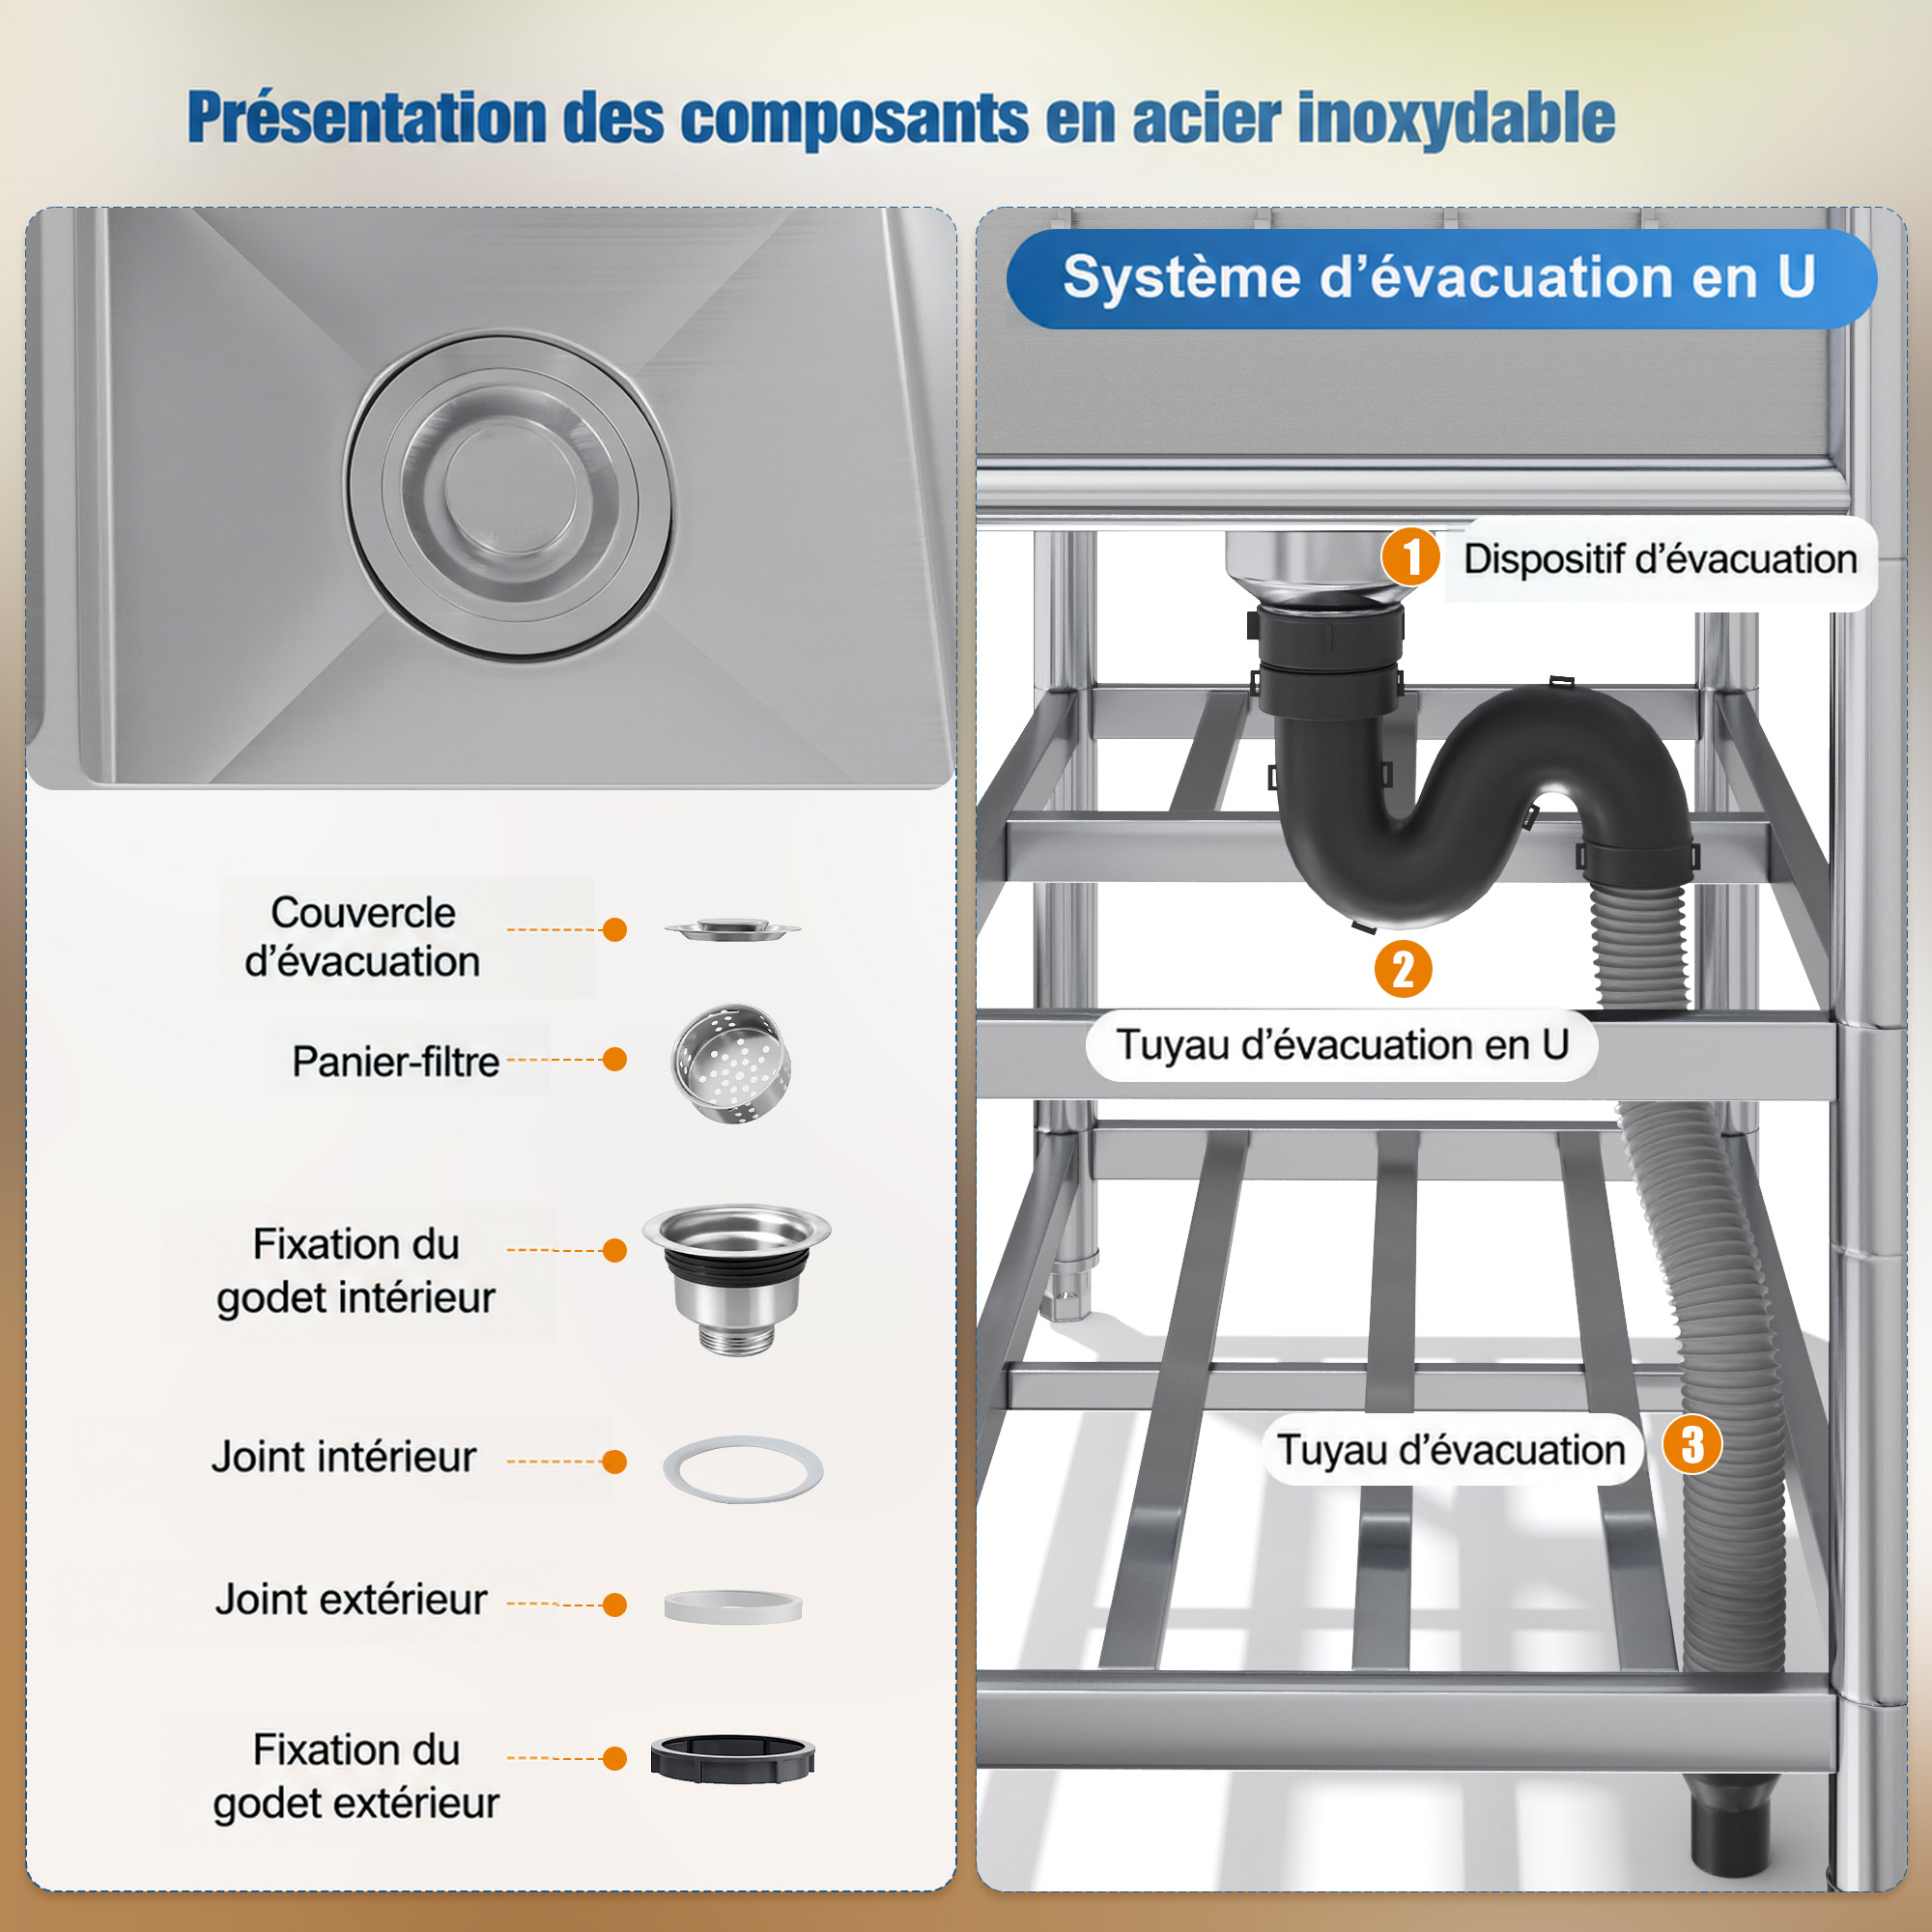 Présentation des composants en acier inoxydable
Couvercle
d’évacuation
Panier-filtre
Fixation du
godet intérieur
Joint intérieur
Joint extérieur
Fixation du
godet extérieur
Système d’évacuation en U
1 Dispositif d’évacuation
2
Tuyau d’évacuation en U
Tuyau d’évacuation 3